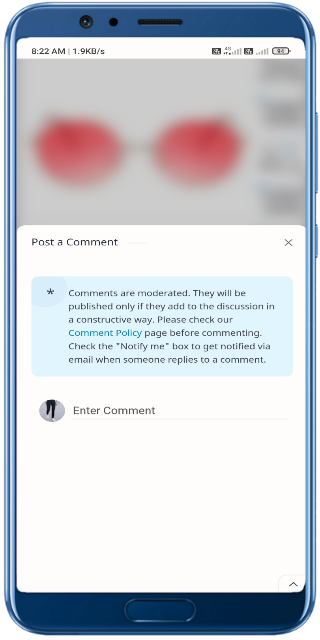 8:22 AM | 1.9KB/s
94
Post a Comment
* Comments are moderated. They will be
published only if they add to the discussion in
a constructive way. Please check our
Comment Policy page before commenting.
Check the "Notify me" box to get notified via
email when someone replies to a comment.
Enter Comment